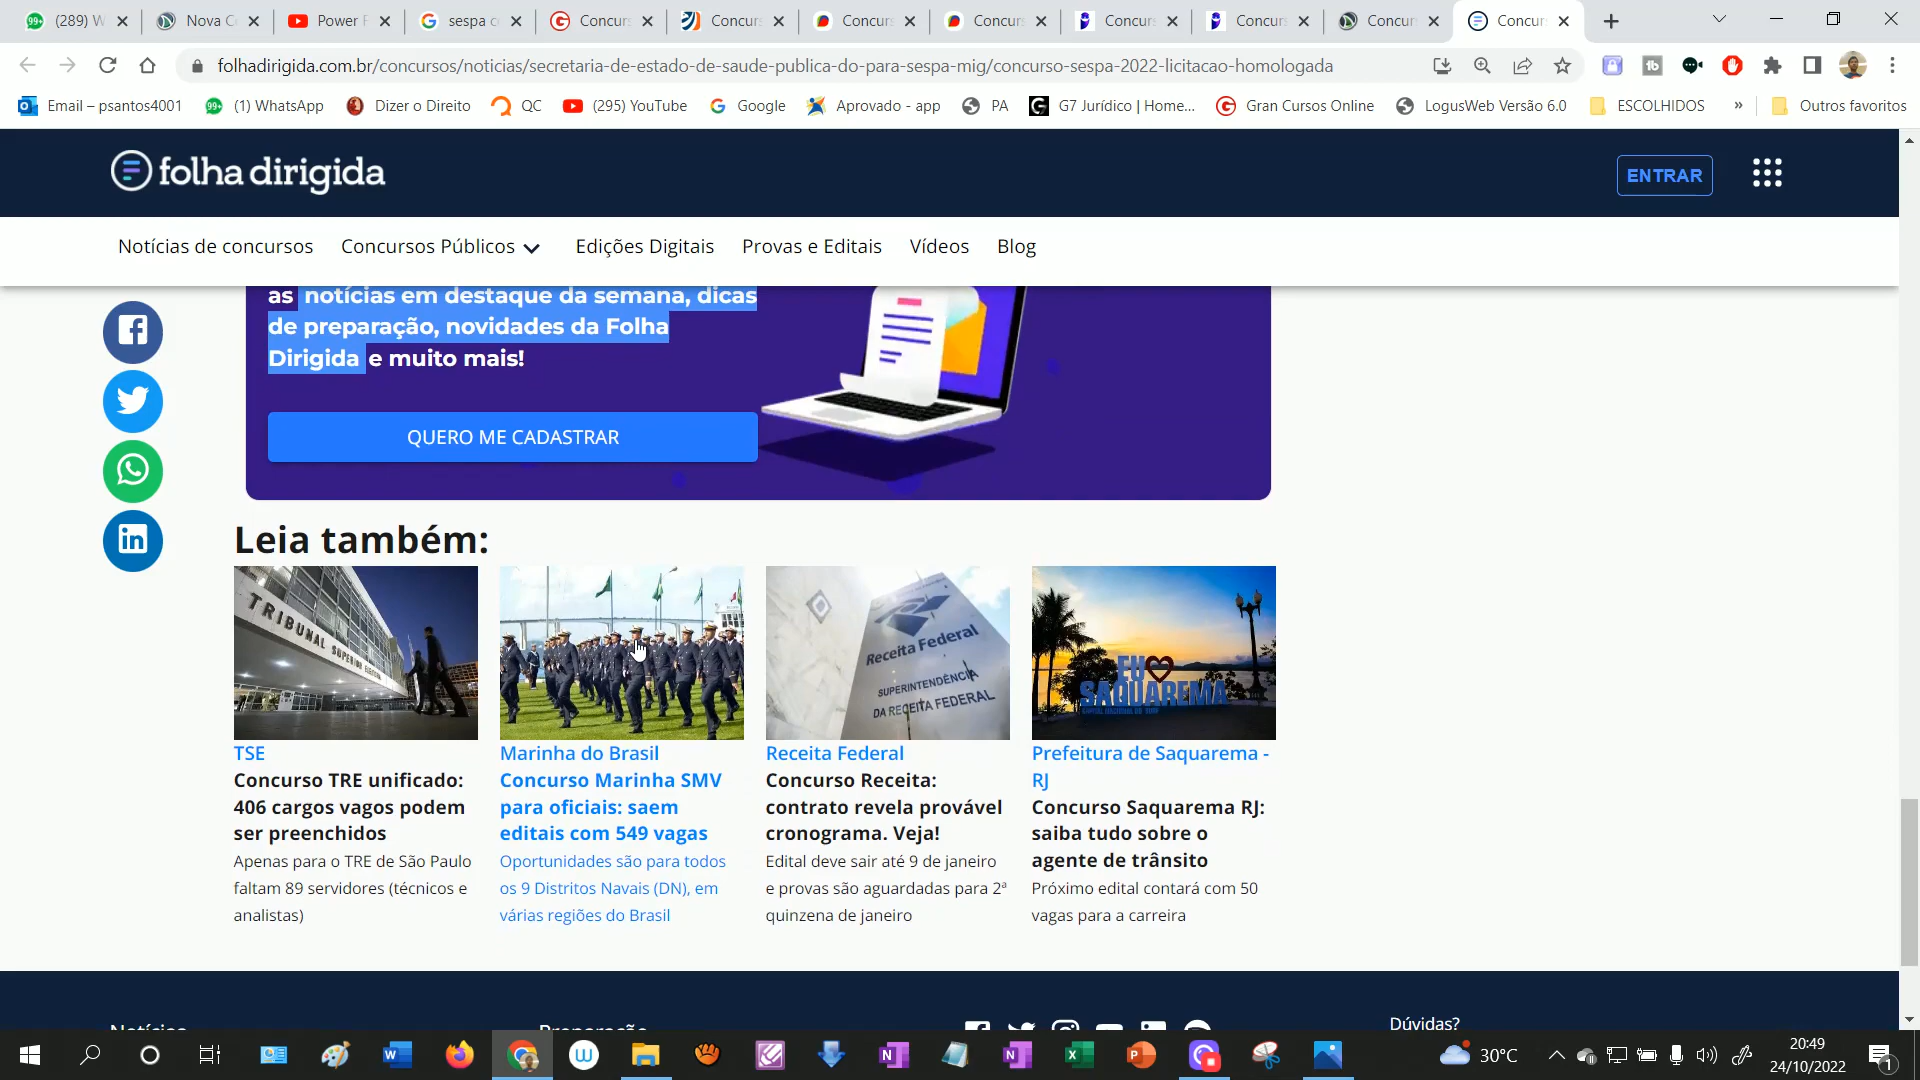 (289) W
Nova C
Power
sespa c
Concur
Concur
Concur
Concur
Concur
Concur
Concur
Concur
folhadirigida.com.br/concursos/noticias/secretaria-de-estado-de-saude-publica-do-para-sespa-mig/concurso-sespa-2022-licitacao-homologada
Email – psantos4001
(1) WhatsApp
Dizer o Direito
QC
(295) YouTube
Google
Aprovado - app
PA
G7 Jurídico | Home...
Gran Cursos Online
LogusWeb Versão 6.0
ESCOLHIDOS
»
Outros favoritos
folha dirigida
ENTRAR
Notícias de concursos
Concursos Públicos
Edições Digitais
Provas e Editais
Vídeos
Blog
as notícias em destaque da semana, dicas
de preparação, novidades da Folha
Dirigida e muito mais!
QUERO ME CADASTRAR
Leia também:
TRIBUNAL SUPERIOR ELEITORAL
Receita Federal
SUPERINTENDÊNCIA
DA RECEITA FEDERAL
EU
SAQUAREMA
TSE
Concurso TRE unificado:
406 cargos vagos podem
ser preenchidos
Apenas para o TRE de São Paulo
faltam 89 servidores (técnicos e
analistas)
Marinha do Brasil
Concurso Marinha SMV
para oficiais: saem
editais com 549 vagas
Oportunidades são para todos
os 9 Distritos Navais (DN), em
várias regiões do Brasil
Receita Federal
Concurso Receita:
contrato revela provável
cronograma. Veja!
Edital deve sair até 9 de janeiro
e provas são aguardadas para 2ª
quinzena de janeiro
Prefeitura de Saquarema -
RJ
Concurso Saquarema RJ:
saiba tudo sobre o
agente de trânsito
Próximo edital contará com 50
vagas para a carreira
Notícias
Preparação
Dúvidas?
30°C
20:49
24/10/2022
1